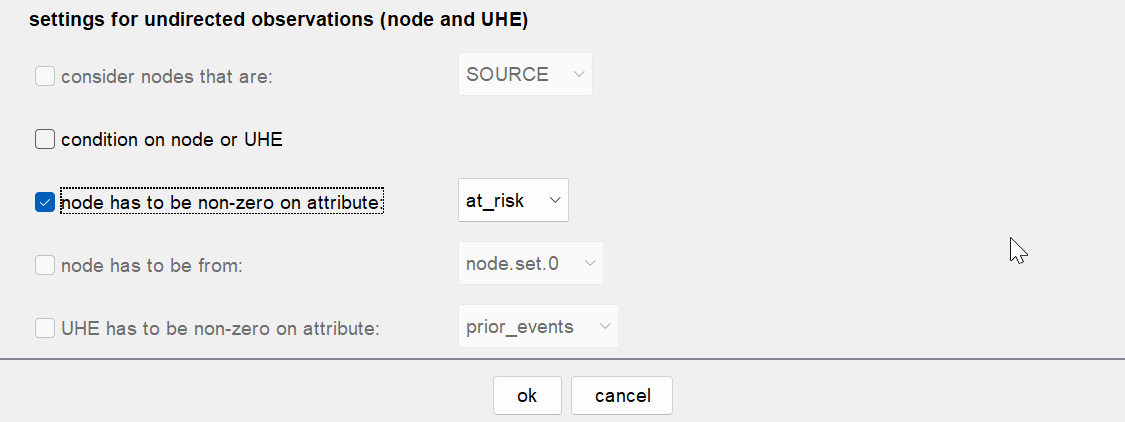 settings for undirected observations (node and UHE)
consider nodes that are: SOURCE
condition on node or UHE
node has to be non-zero on attribute: at_risk
node has to be from: node.set.0
UHE has to be non-zero on attribute: prior_events
ok cancel